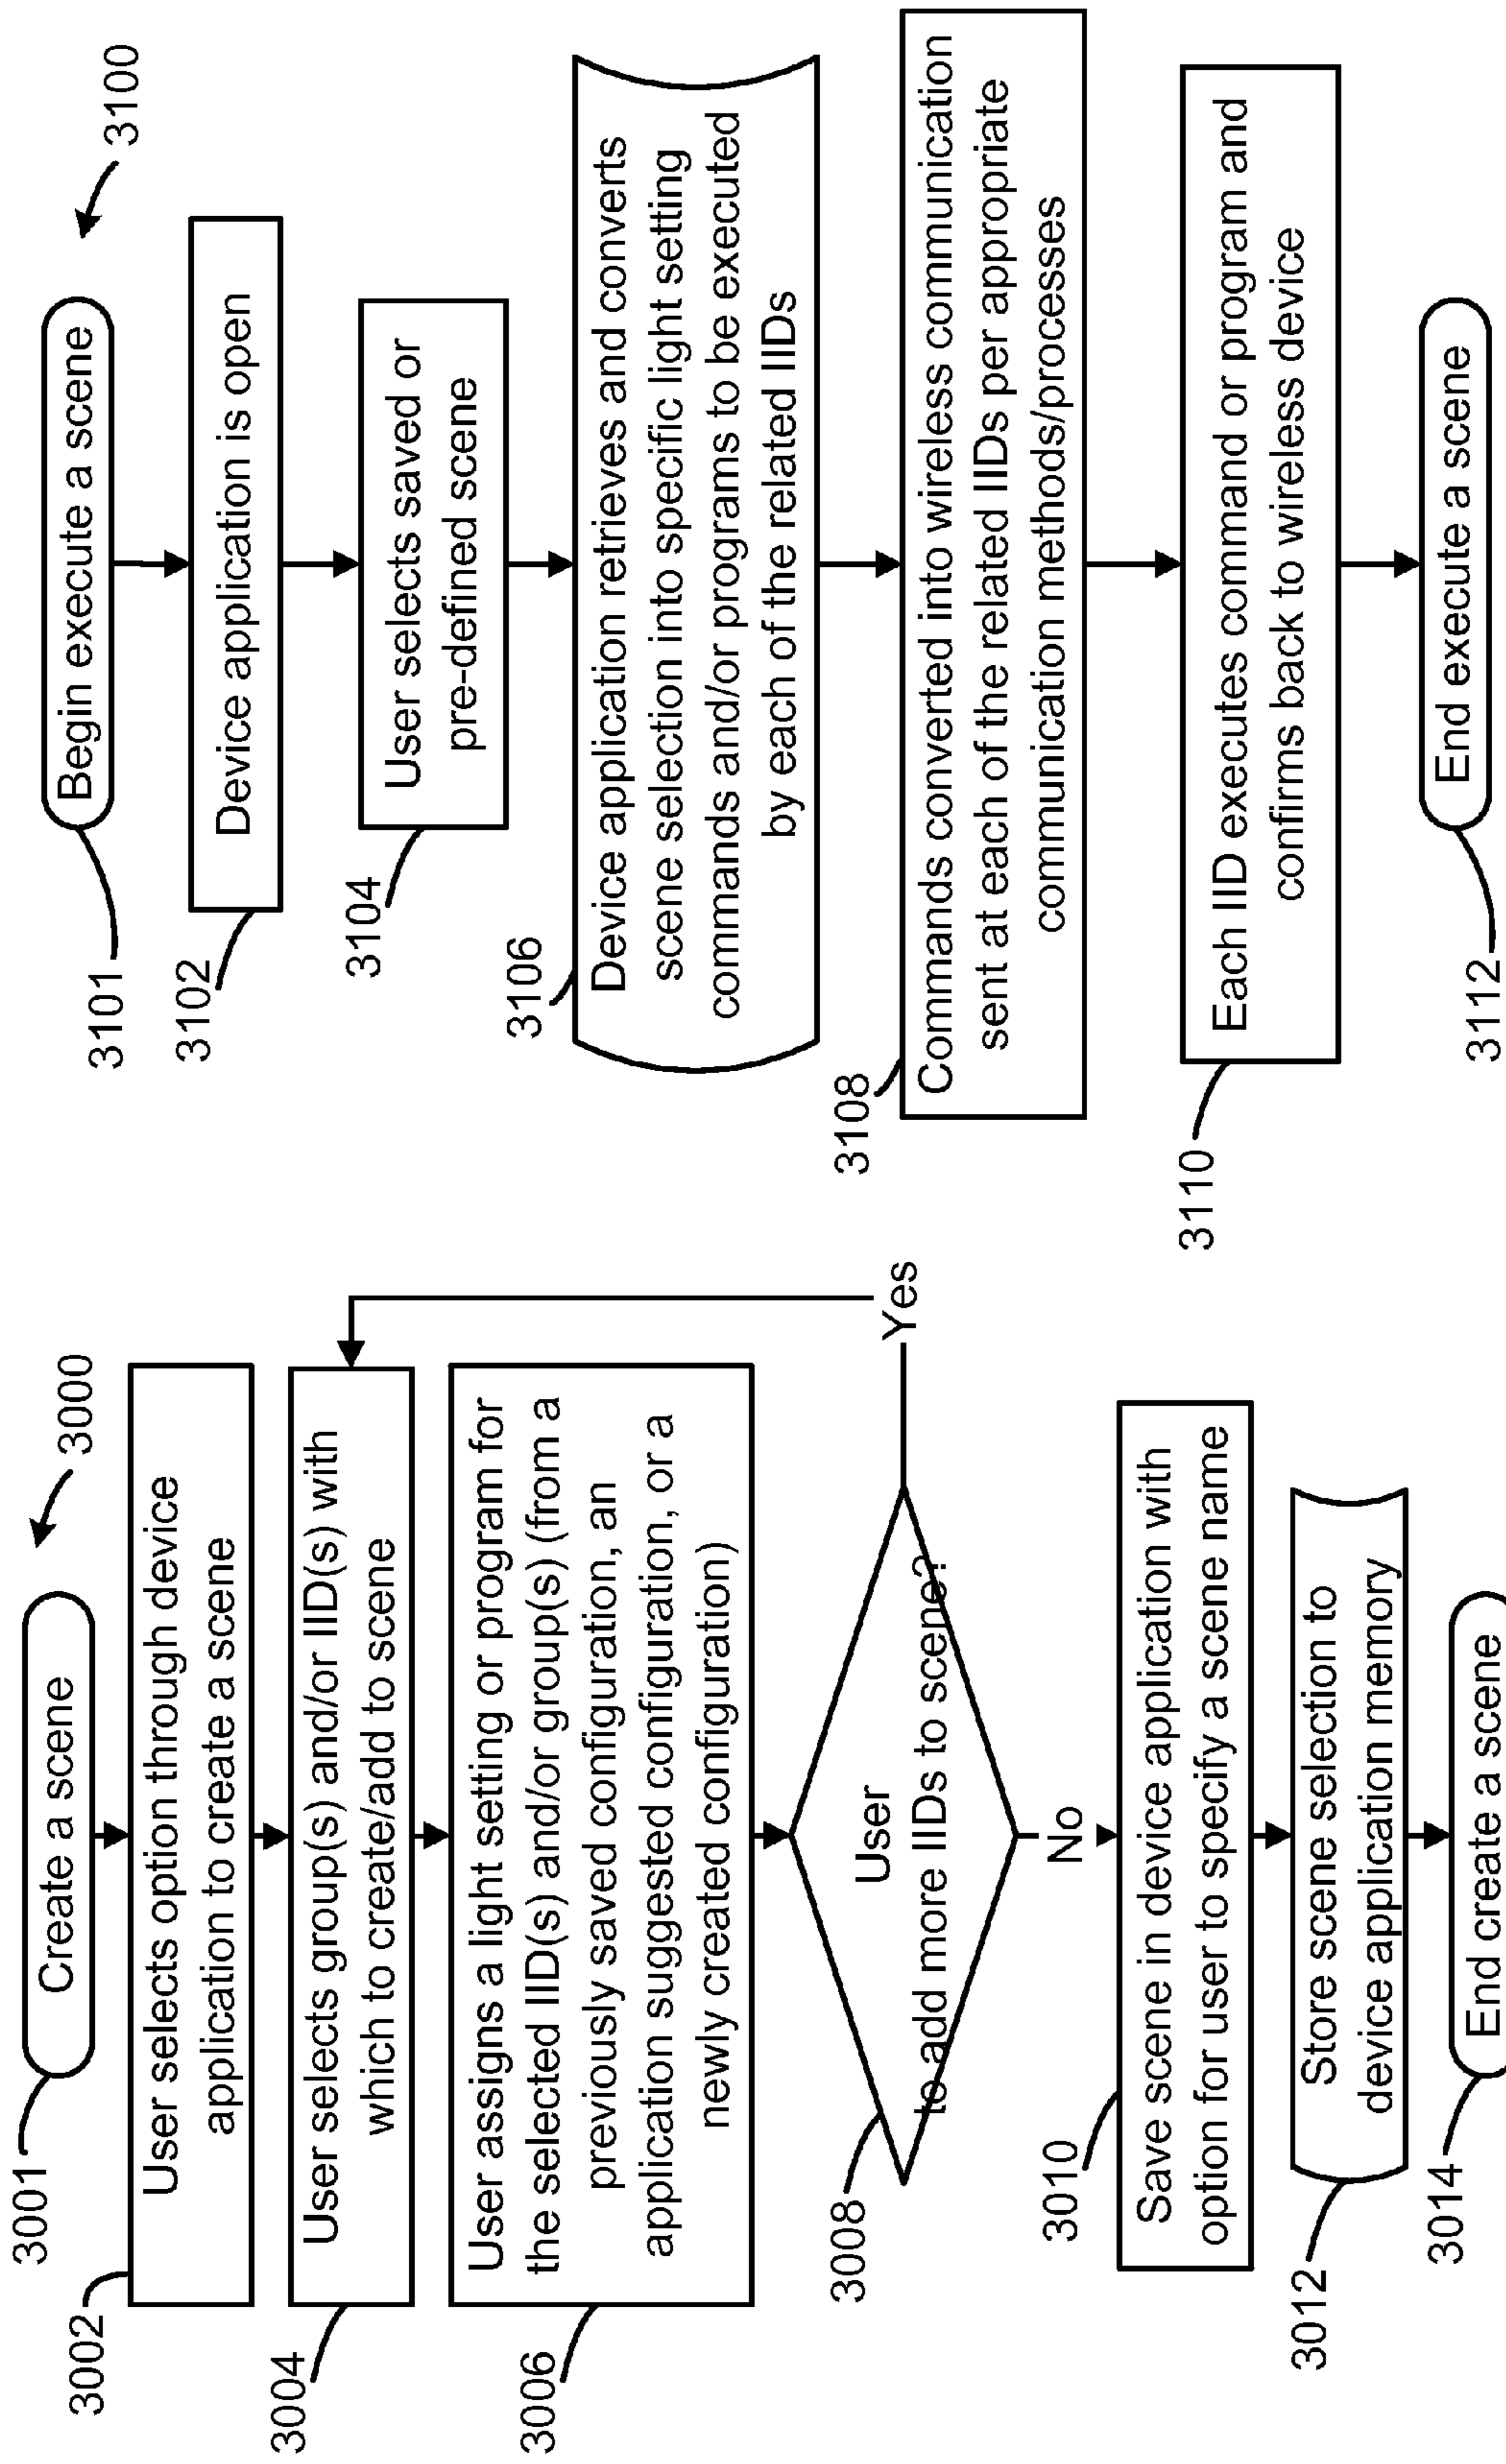 3000
3001
Create a scene
3002
User selects option through device
application to create a scene
3004
User selects group(s) and/or IID(s) with
which to create/add to scene
3006
User assigns a light setting or program for
the selected IID(s) and/or group(s) (from a
previously saved configuration, an
application suggested configuration, or a
newly created configuration)
3008
User
to add more IIDs to scene?
Yes
No
3010
Save scene in device application with
option for user to specify a scene name
3012
Store scene selection to
device application memory
3014
End create a scene
3100
3101
Begin execute a scene
3102
Device application is open
3104
User selects saved or
pre-defined scene
3106
Device application retrieves and converts
scene selection into specific light setting
commands and/or programs to be executed
by each of the related IIDs
3108
Commands converted into wireless communication
sent at each of the related IIDs per appropriate
communication methods/processes
3110
Each IID executes command or program and
confirms back to wireless device
3112
End execute a scene